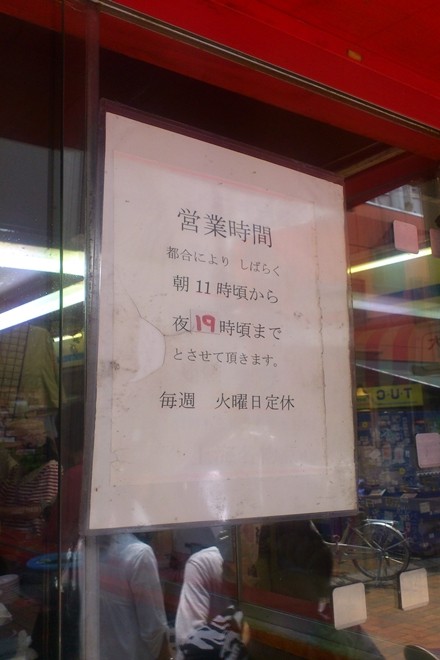 営業時間
都合により しばらく
朝 11 時頃から
夜 19 時頃まで
とさせて頂きます。
毎週 火曜日定休
TUC